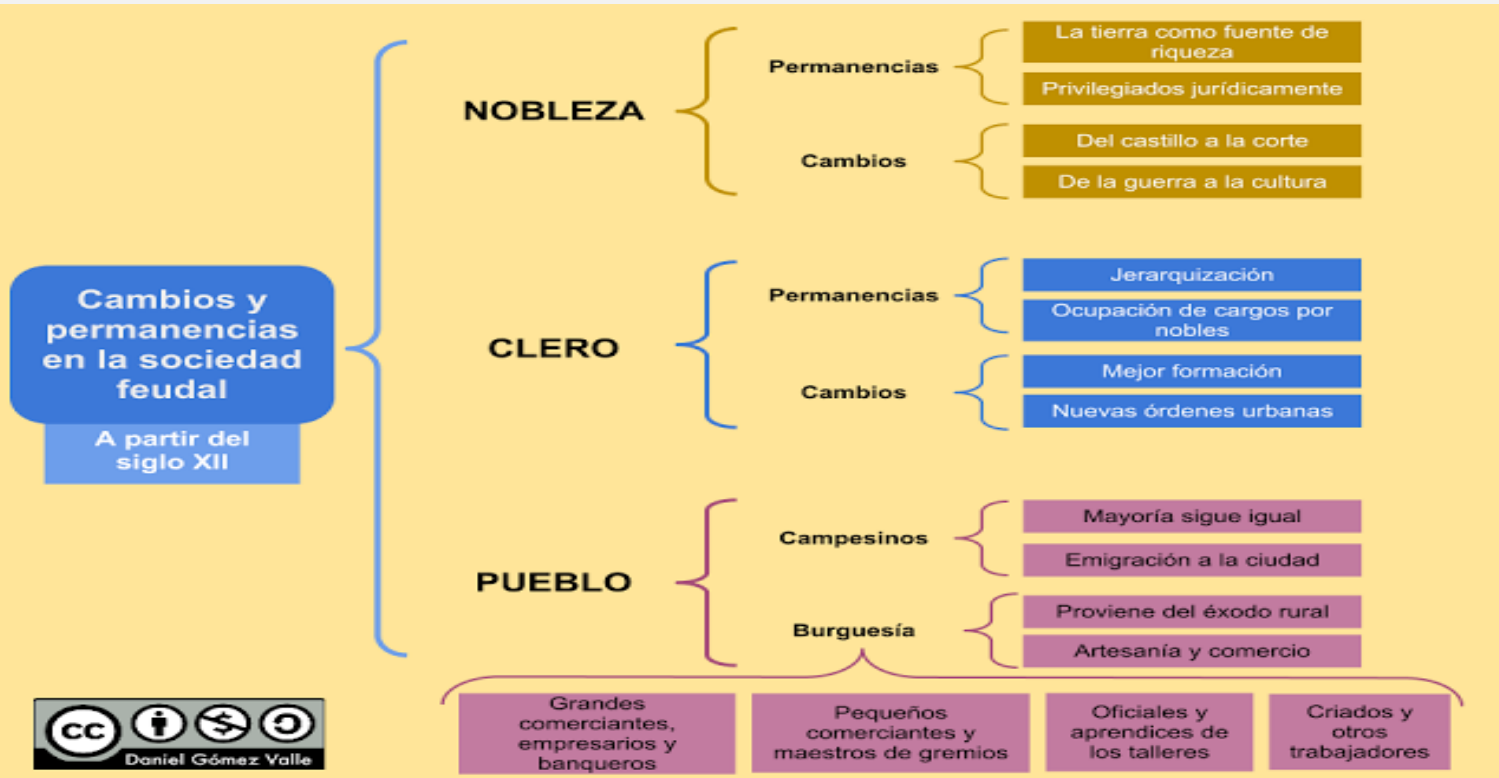 Cambios y
permanencias
en la sociedad
feudal
A partir del
siglo XII
NOBLEZA
Permanencias
La tierra como fuente de
riqueza
Privilegiados jurídicamente
Cambios
Del castillo a la corte
De la guerra a la cultura
CLERO
Permanencias
Jerarquización
Ocupación de cargos por
nobles
Cambios
Mejor formación
Nuevas órdenes urbanas
PUEBLO
Campesinos
Mayoría sigue igual
Emigración a la ciudad
Burguesía
Proviene del éxodo rural
Artesanía y comercio
Grandes
comerciantes,
empresarios y
banqueros
Pequeños
comerciantes y
maestros de gremios
Oficiales y
aprendices de
los talleres
Criados y
otros
trabajadores
cc
Daniel Gómez Valle